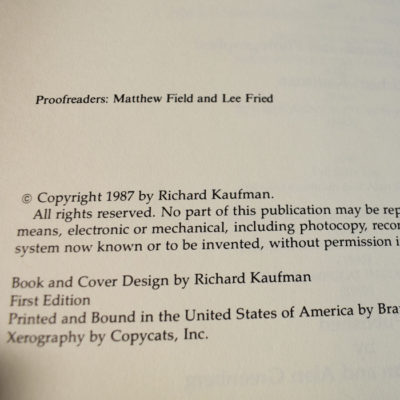 Proofreaders: Matthew Field and Lee Fried
© Copyright 1987 by Richard Kaufman.
All rights reserved. No part of this publication may be
means, electronic or mechanical, including photocopy,
system now known or to be invented, without permission
Book and Cover Design by Richard Kaufman
First Edition
Printed and Bound in the United States of America by
Xerography by Copycats, Inc.